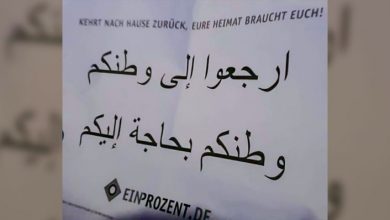 KEHRT NACH HAUSE ZURÜCK, EURE HEIMAT BRAUCHT EUCH!
ارجعوا إلى وطنكم
وطنكم بحاجة إليكم
EINPROZENT.DE